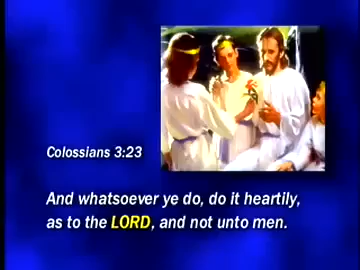 Colossians 3:23
And whatsoever ye do, do it heartily,
as to the LORD, and not unto men.